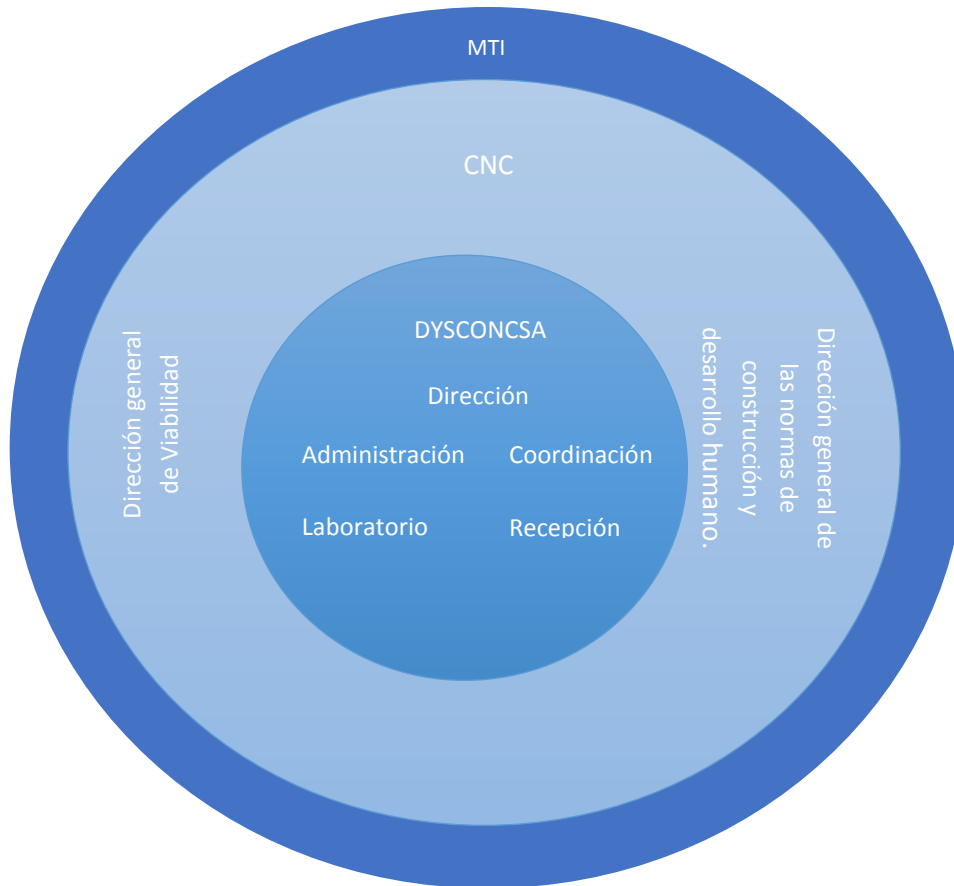 MTI
CNC
Dirección general
de Viabilidad
DYSCONCSA
Dirección
Administración
Coordinación
Laboratorio
Recepción
Dirección general de
las normas de
construcción y
desarrollo humano.